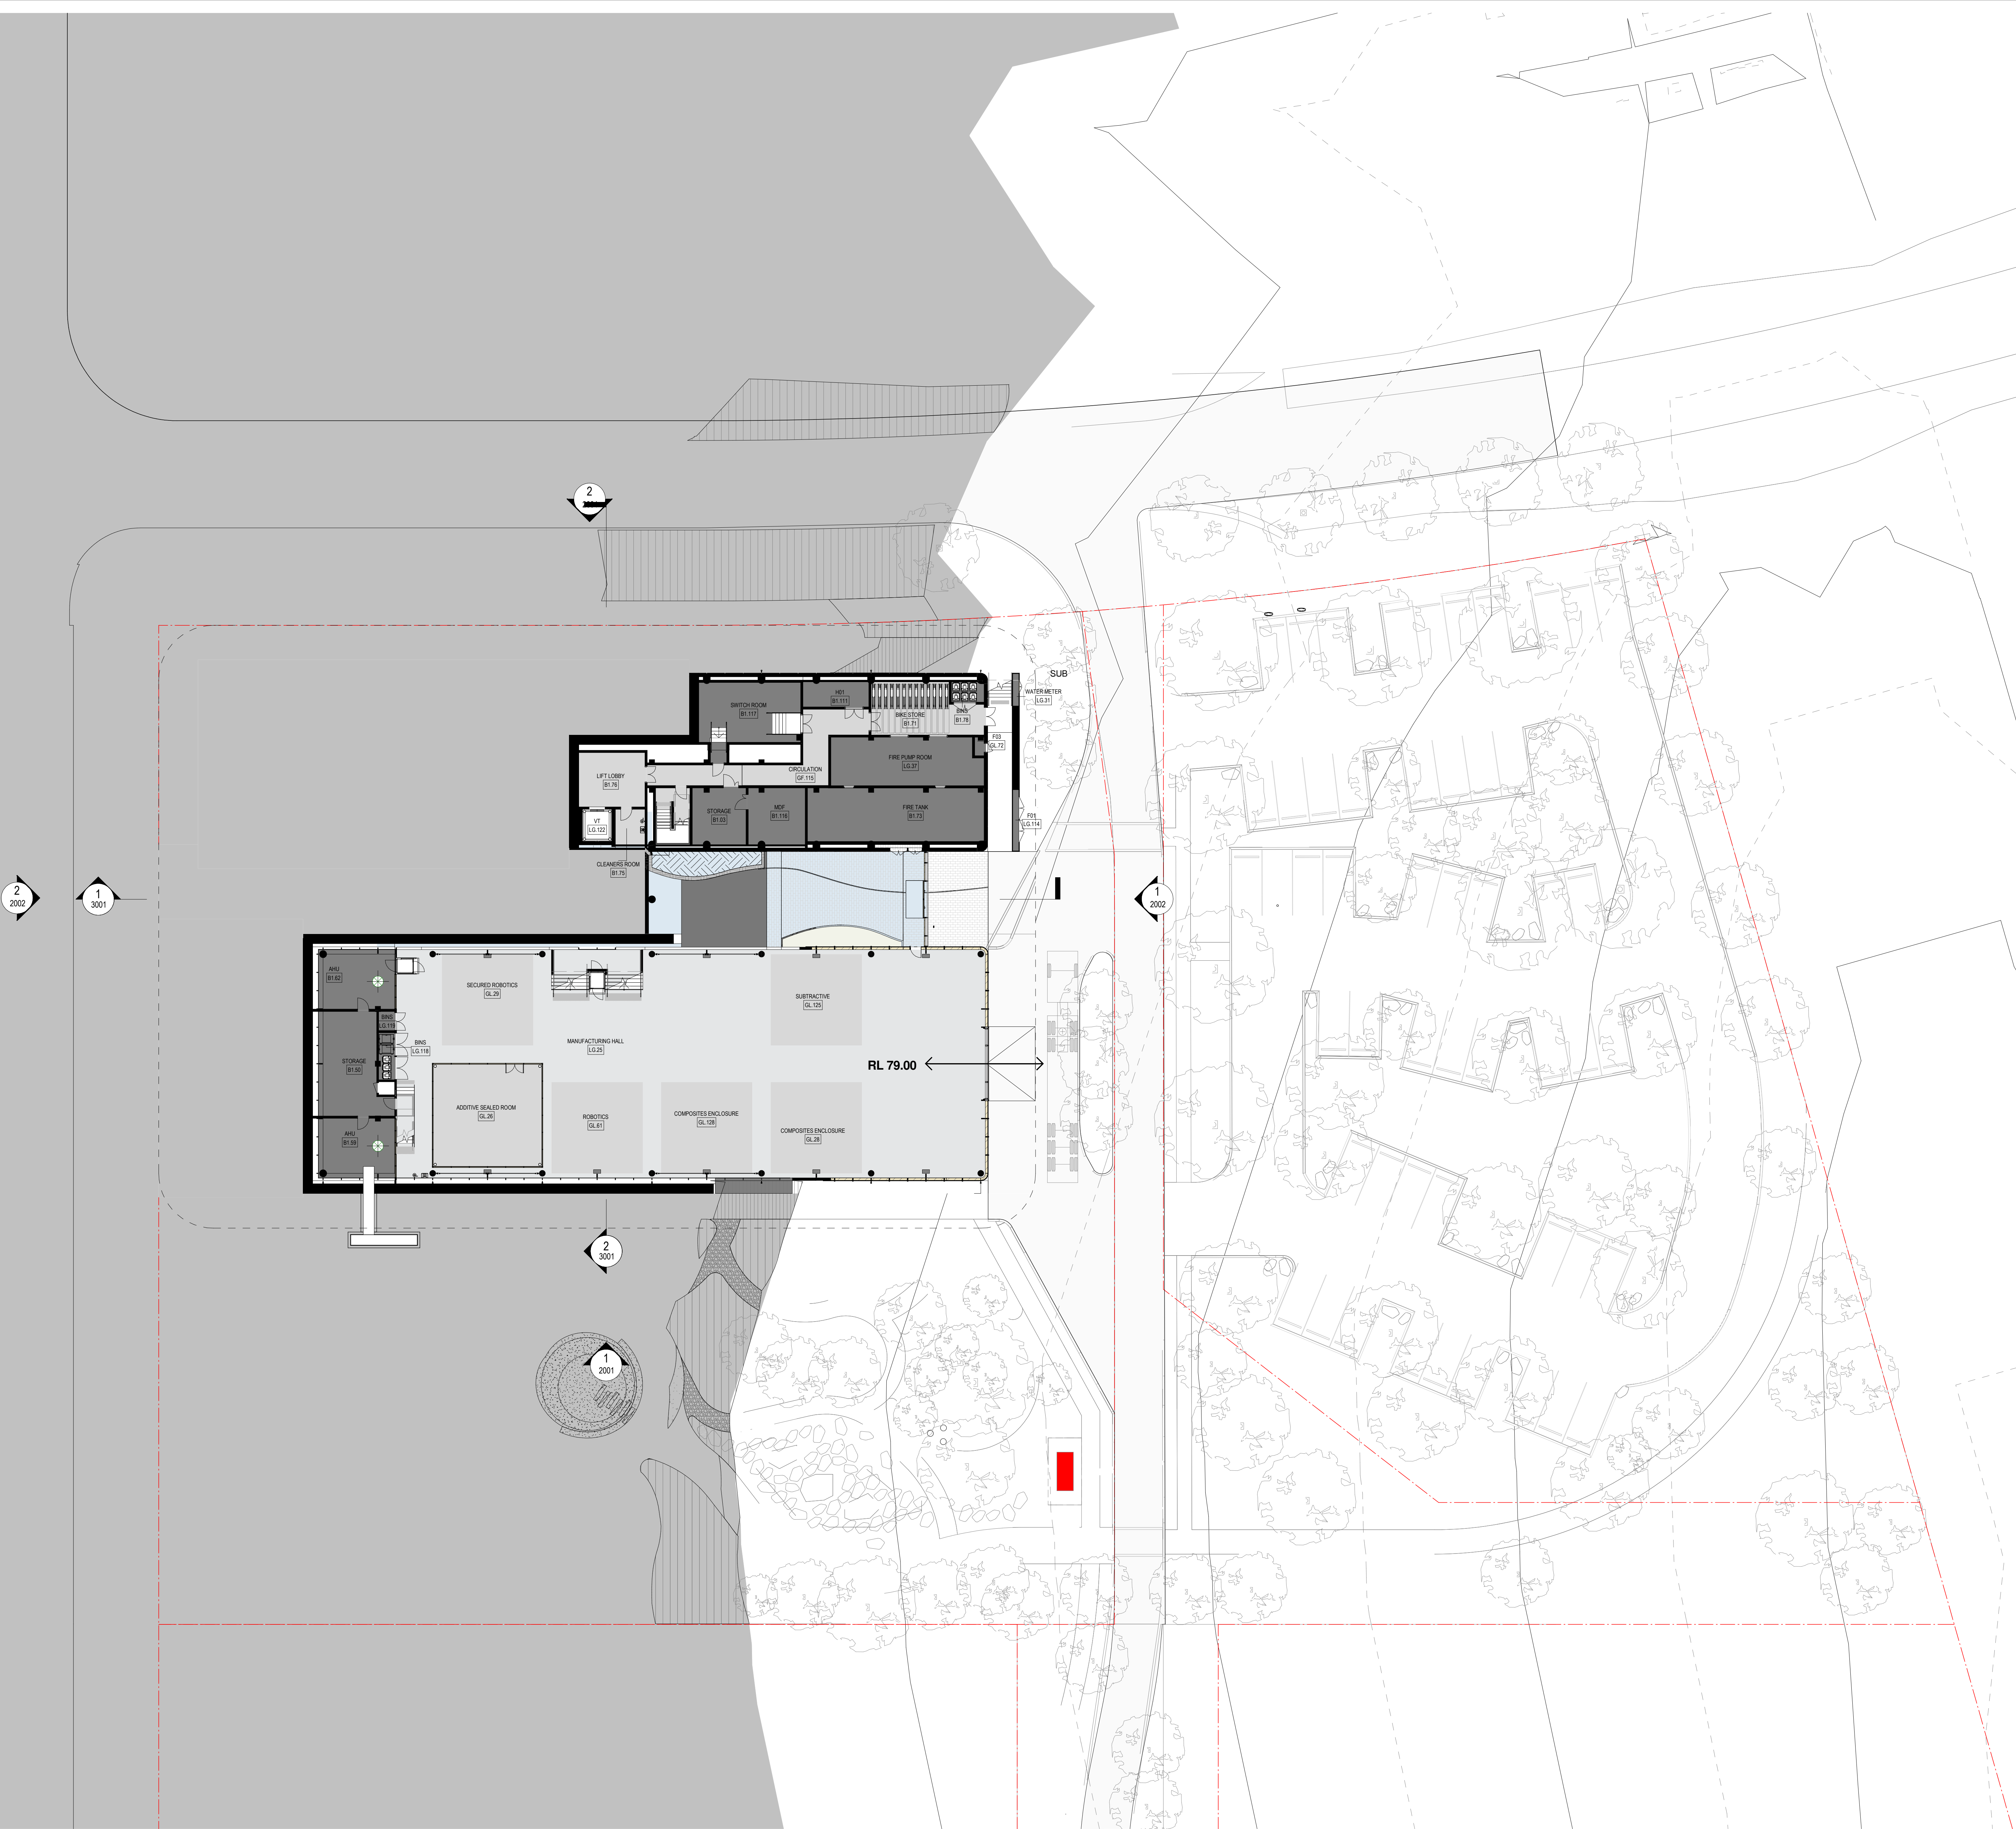 2
SUB
WATER METER
LG.31
H01
B1.111
SWITCH ROOM
B1.117
BIKE STORE
B1.71
BINS
B1.78
F03
GL.72
FIRE PUMP ROOM
LG.37
CIRCULATION
GF.115
LIFT LOBBY
B1.76
STORAGE
B1.03
MDF
B1.116
FIRE TANK
B1.73
F01
LG.114
VT
LG.122
CLEANERS ROOM
B1.75
2
2002
1
3001
1
2002
AHU
B1.62
SECURED ROBOTICS
GL.29
SUBTRACTIVE
GL.125
BINS
LG.119
BINS
LG.118
MANUFACTURING HALL
LG.25
STORAGE
B1.50
RL 79.00
ADDITIVE SEALED ROOM
GL.26
ROBOTICS
GL.61
COMPOSITES ENCLOSURE
GL.128
COMPOSITES ENCLOSURE
GL.28
AHU
B1.59
2
3001
1
2001